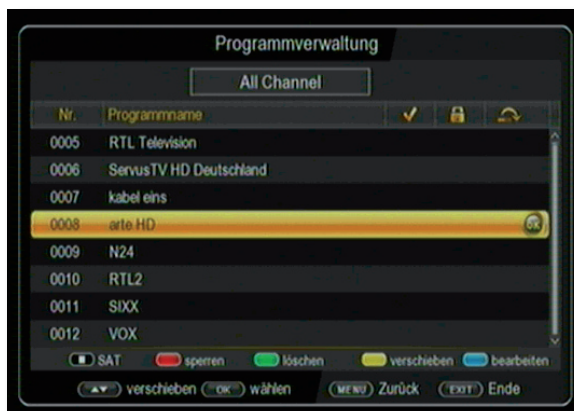 Programmverwaltung
All Channel
Nr. Programmname
0005 RTL Television
0006 ServusTV HD Deutschland
0007 kabel eins
0008 arte HD OK
0009 N24
0010 RTL2
0011 SIXX
0012 VOX
SAT sperren löschen verschieben bearbeiten
verschieben OK wählen MENU Zurück EXIT Ende